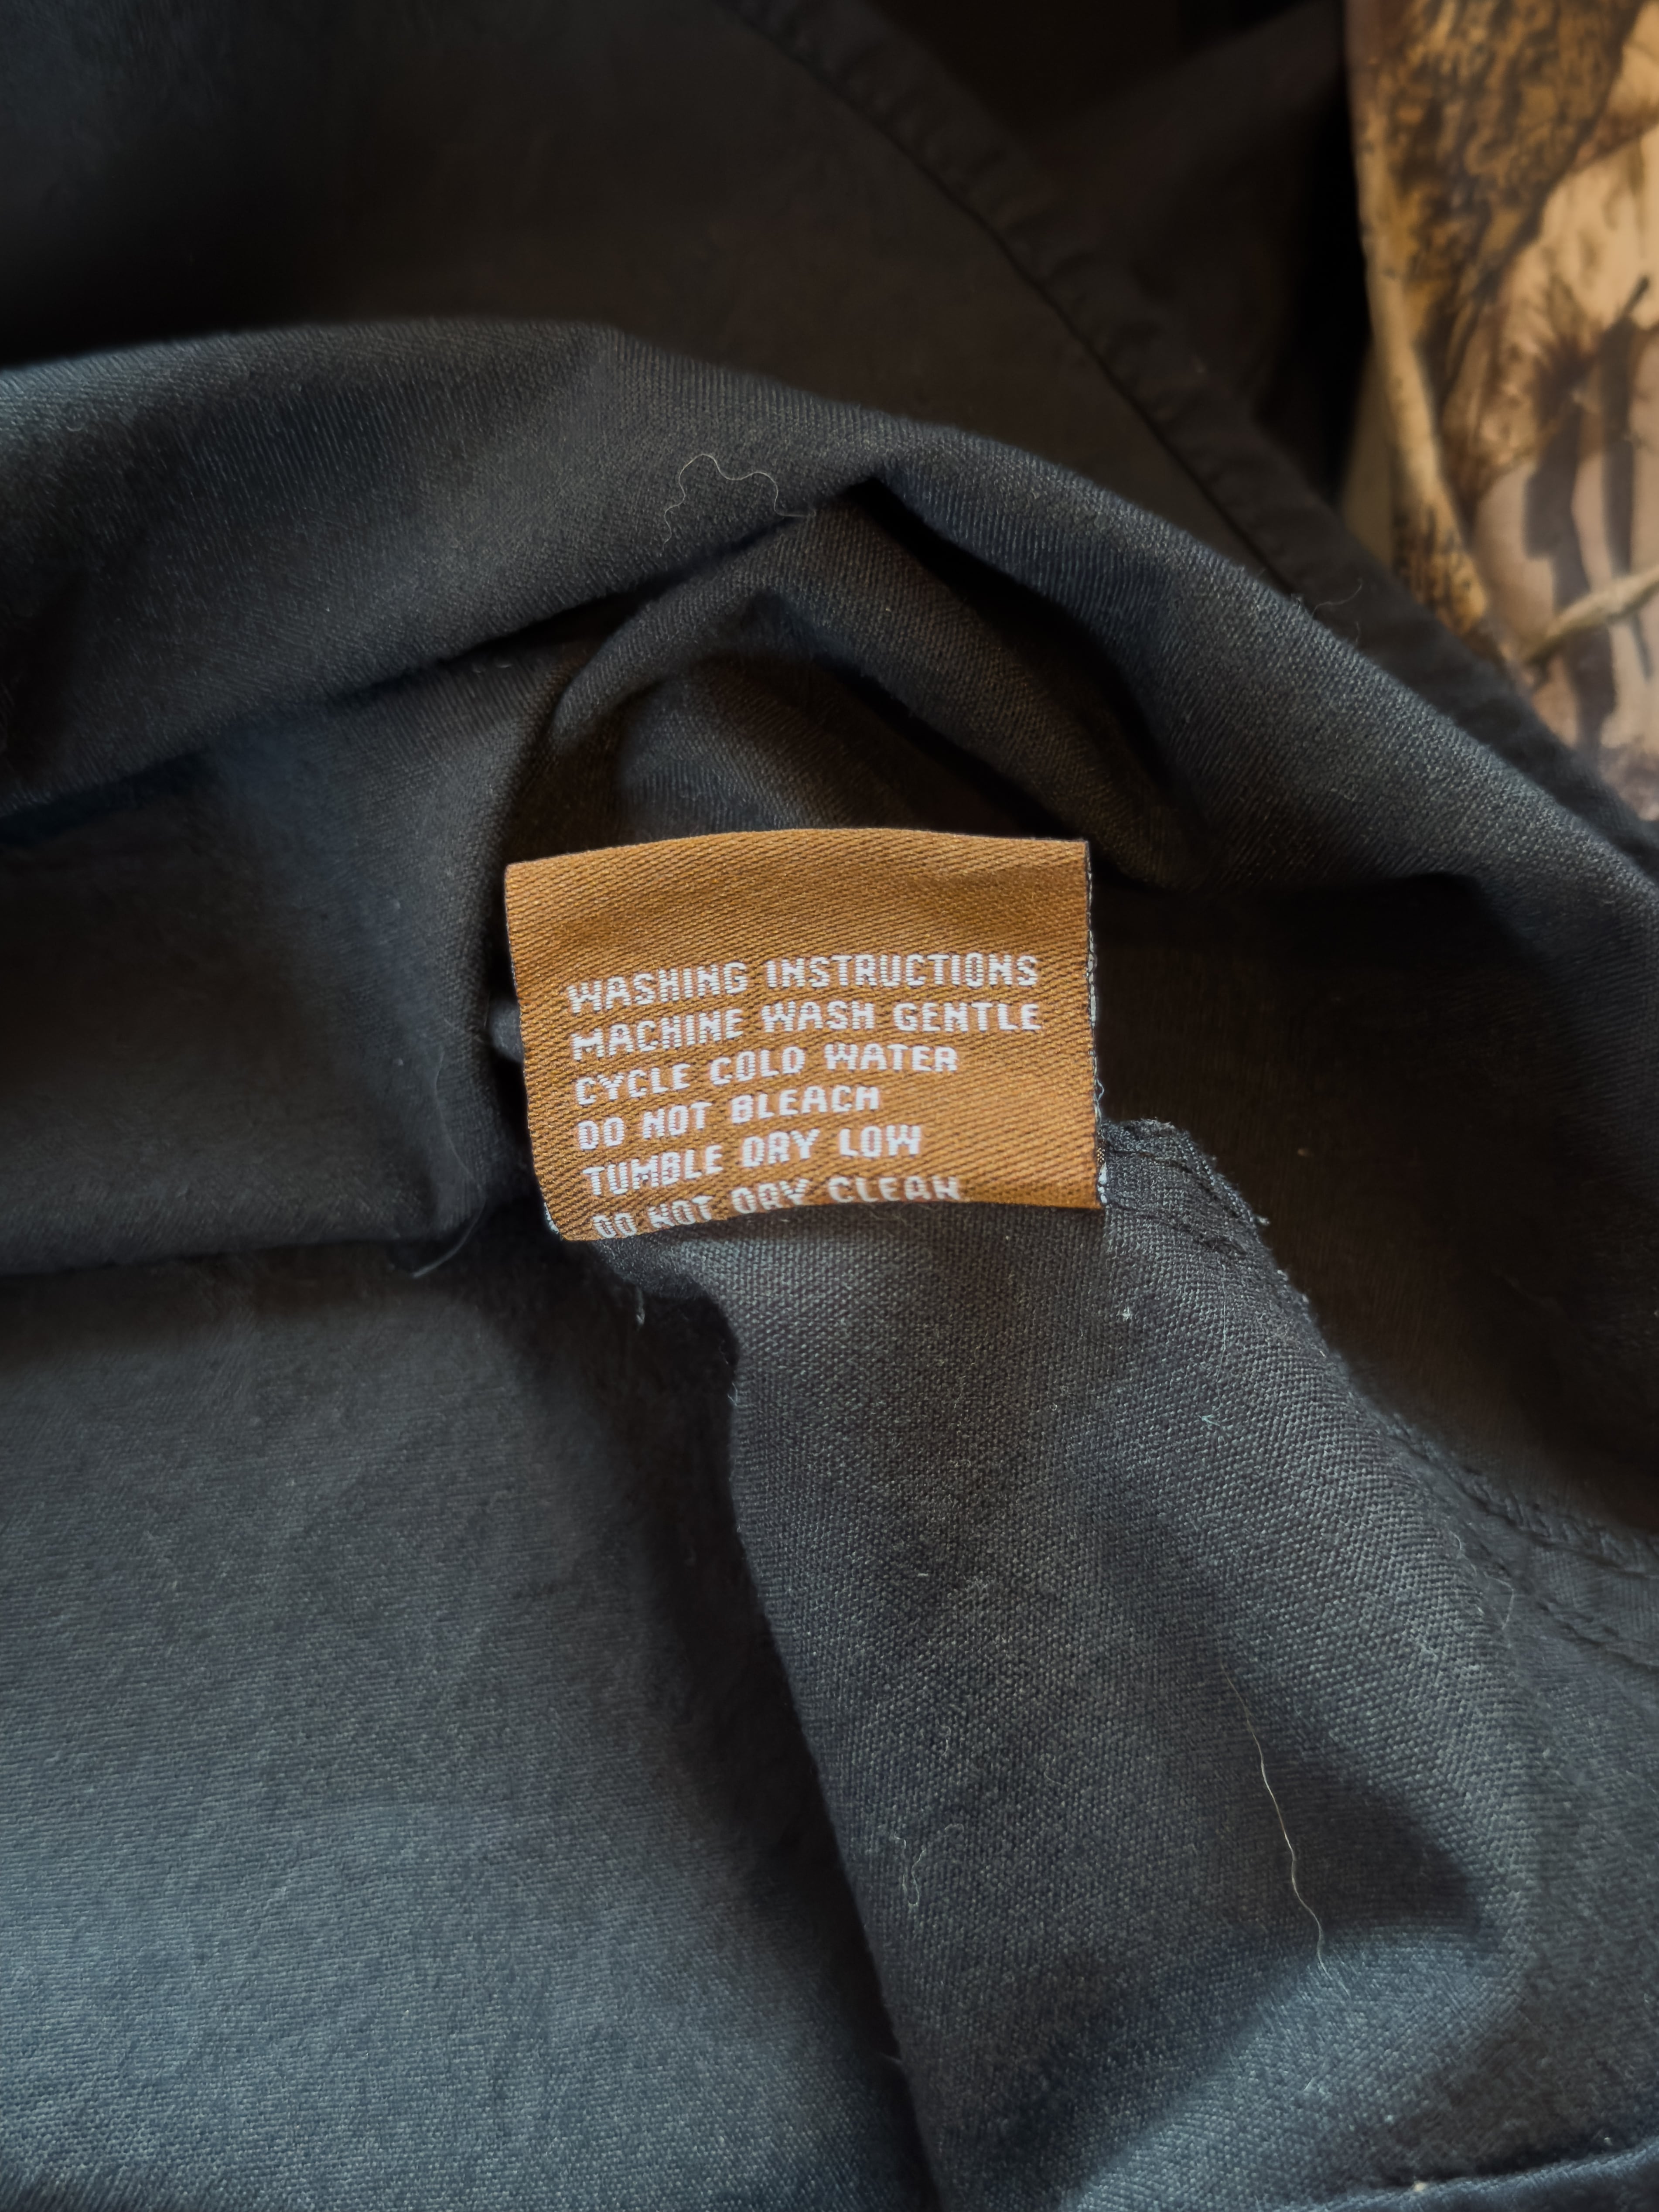 WASHING INSTRUCTIONS
MACHINE WASH GENTLE
CYCLE COLD WATER
DO NOT BLEACH
TUMBLE DRY LOW
DO NOT DRY CLEAN